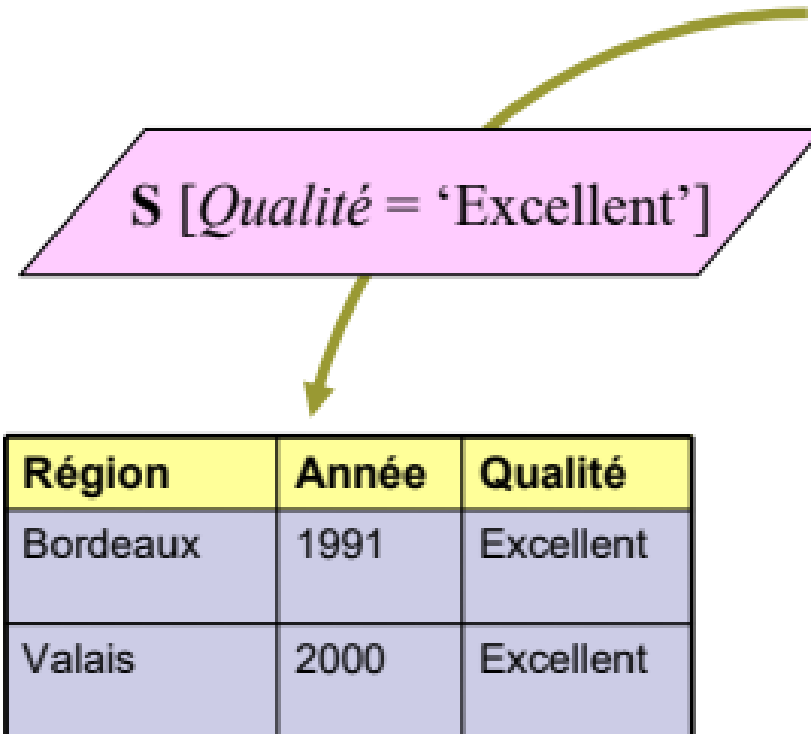 S [Qualité = ‘Excellent’]
Région Année Qualité
Bordeaux 1991 Excellent
Valais 2000 Excellent